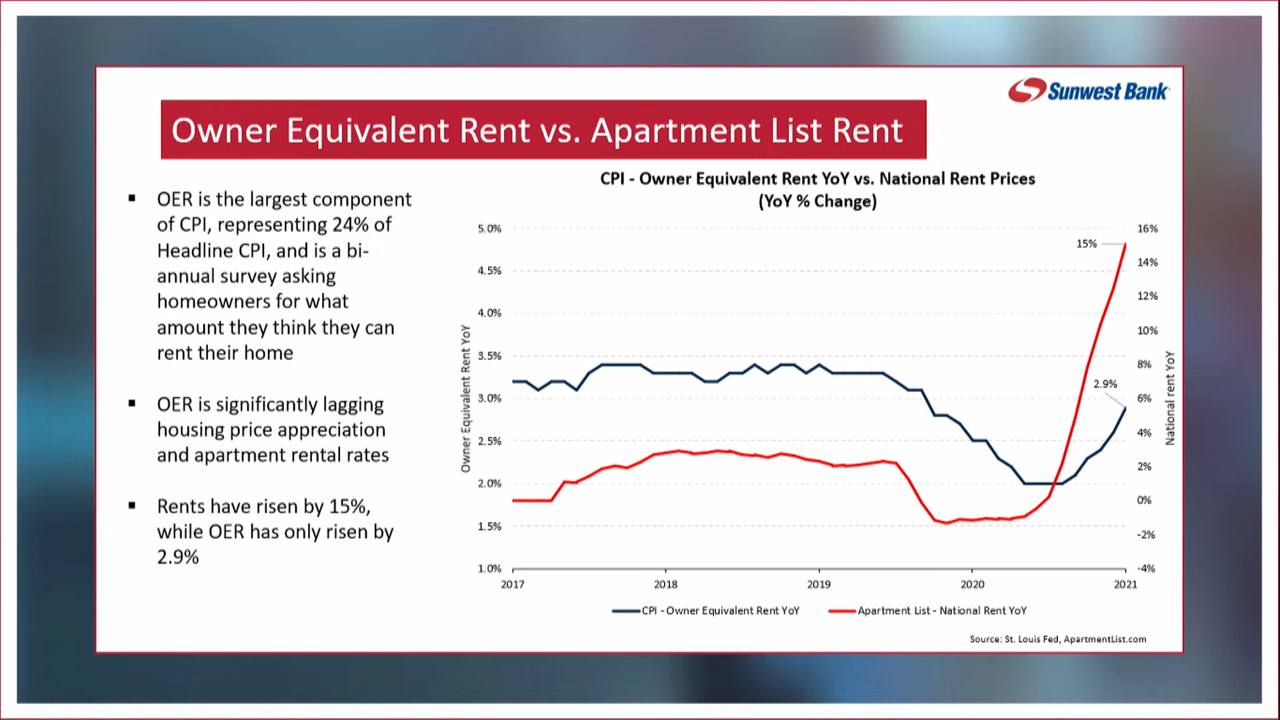 Sunwest Bank
Owner Equivalent Rent vs. Apartment List Rent
▪ OER is the largest component
of CPI, representing 24% of
Headline CPI, and is a bi-
annual survey asking
homeowners for what
amount they think they can
rent their home
▪ OER is significantly lagging
housing price appreciation
and apartment rental rates
▪ Rents have risen by 15%,
while OER has only risen by
2.9%
CPI - Owner Equivalent Rent YoY vs. National Rent Prices
(YoY % Change)
Owner Equivalent Rent YoY
5.0%
4.5%
4.0%
3.5%
3.0%
2.5%
2.0%
1.5%
1.0%
15%
2.9%
16%
14%
12%
10%
8%
6%
4%
2%
0%
-2%
-4%
National rent YoY
2017 2018 2019 2020 2021
CPI - Owner Equivalent Rent YoY Apartment List - National Rent YoY
Source: St. Louis Fed, ApartmentList.com